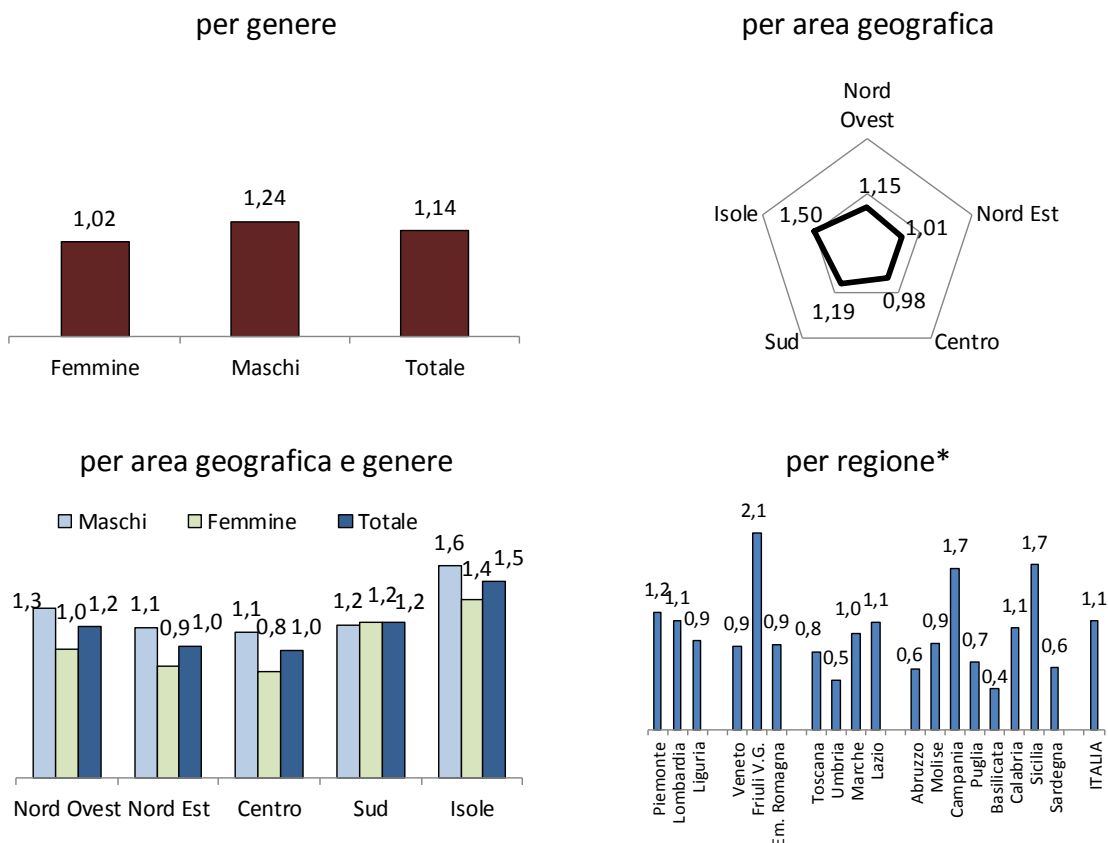 per genere
1,02
1,24
1,14
Femmine
Maschi
Totale
per area geografica
Nord
Ovest
1,15
Isole
1,50
1,01
Nord Est
1,19
0,98
Sud
Centro
per area geografica e genere
Maschi
Femmine
Totale
1,3
1,0
1,2
1,1
0,9
1,0
1,1
0,8
1,0
1,2
1,2
1,2
1,6
1,4
1,5
Nord Ovest
Nord Est
Centro
Sud
Isole
per regione*
1,2
1,1
0,9
0,9
2,1
0,9
0,8
0,5
1,0
1,1
0,6
0,9
1,7
0,7
0,4
1,1
1,7
0,6
1,1
Piemonte
Lombardia
Liguria
Veneto
Friuli V.G.
Em. Romagna
Toscana
Umbria
Marche
Lazio
Abruzzo
Molise
Campania
Puglia
Basilicata
Calabria
Sicilia
Sardegna
ITALIA